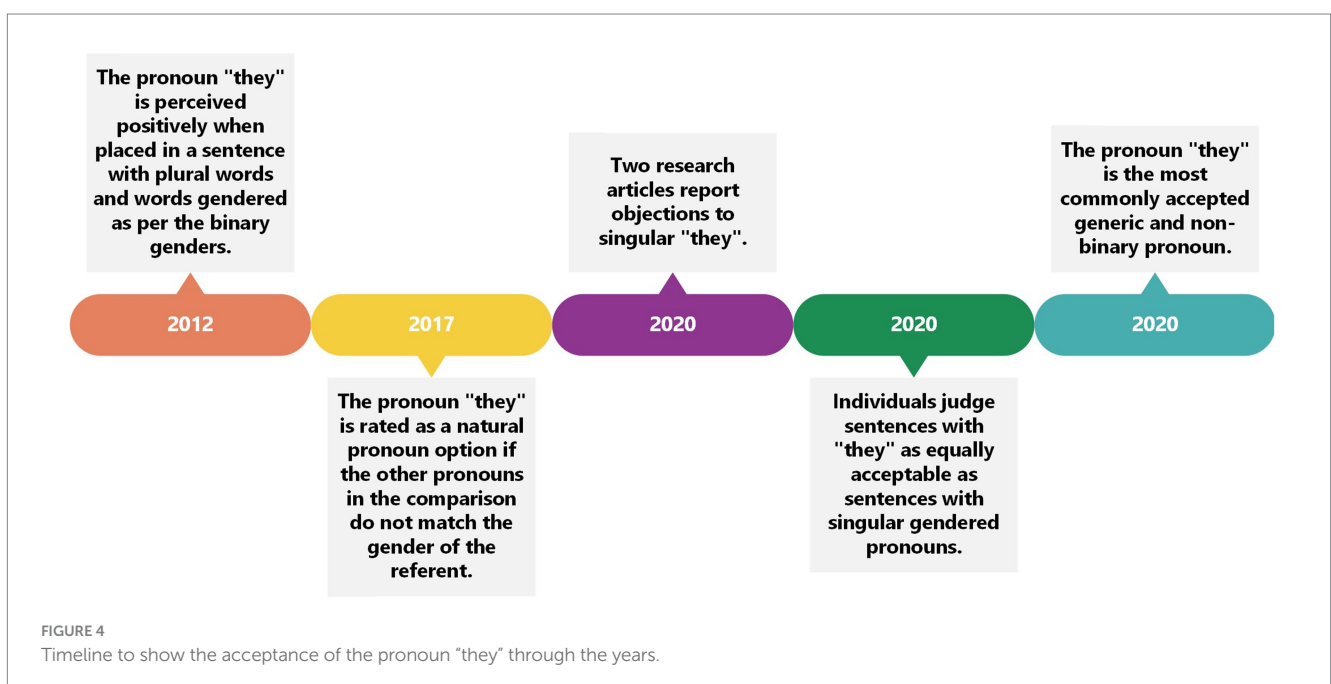 The pronoun "they"
is perceived
positively when
placed in a sentence
with plural words
and words gendered
as per the binary
genders.
Two research
articles report
objections to
singular "they".
The pronoun "they"
is the most
commonly accepted
generic and non-
binary pronoun.
2012
2017
2020
2020
2020
The pronoun "they"
is rated as a natural
pronoun option if
the other pronouns
in the comparison
do not match the
gender of the
referent.
Individuals judge
sentences with
"they" as equally
acceptable as
sentences with
singular gendered
pronouns.
FIGURE 4
Timeline to show the acceptance of the pronoun “they” through the years.